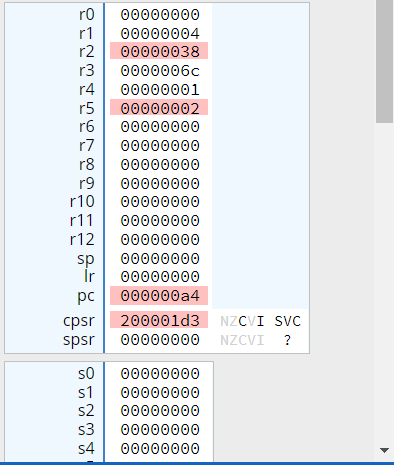 r0 00000000
r1 00000004
r2 00000038
r3 0000006c
r4 00000001
r5 00000002
r6 00000000
r7 00000000
r8 00000000
r9 00000000
r10 00000000
r11 00000000
r12 00000000
sp 00000000
lr 00000000
pc 000000a4
cpsr 200001d3 NZCVI SVC
spsr 00000000 NZCVI ?
s0 00000000
s1 00000000
s2 00000000
s3 00000000
s4 00000000